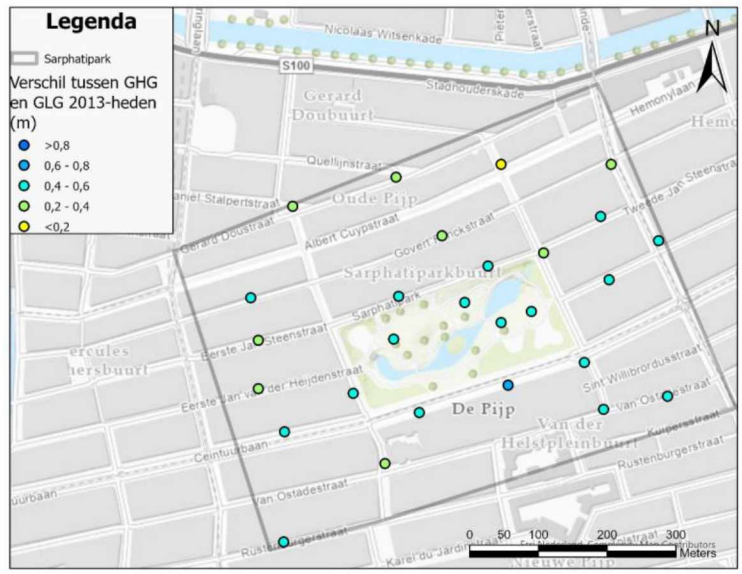 Legenda
Sarphatipark
Verschil tussen GHG
en GLG 2013-heden
(m)
>0,8
0,6 - 0,8
0,4 - 0,6
0,2 - 0,4
<0,2
N
Nicolaas Witsenkade
S100
Stadhouderskade
Gerard
Doubuurt
Hemonylaan
Hemo
Quellijnstraat
Oude Pijp
Tweede Jan Steenstraat
Gerard Doustraat
Albert Cuypstraat
Govert Flinckstraat
Sarphatiparkbuurt
Sarphatipark
Eerste Jan Steenstraat
ercules
hersbuurt
Eerste Jan van der Heijdenstraat
Sint Willibrordusstraat
De Pijp
Van Ostadestraat
Van der
Helstpleinbuurt
Kuipersstraat
Ceintuurbaan
Rustenburgerstraat
uurbaan
Van Ostadestraat
Rustenburgerstraat
0 50 100 200 300
Meters
Nieuwe Pijp